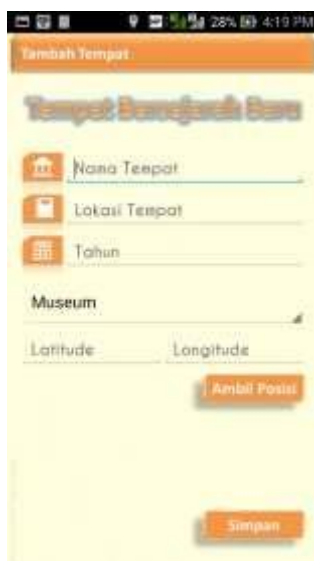 28% 4:19 PM
Tambah Tempat
Tempat Bersejarah Baru
Nama Tempat
Lokasi Tempat
Tahun
Museum
Latitude Longitude
Ambil Posisi
Simpan